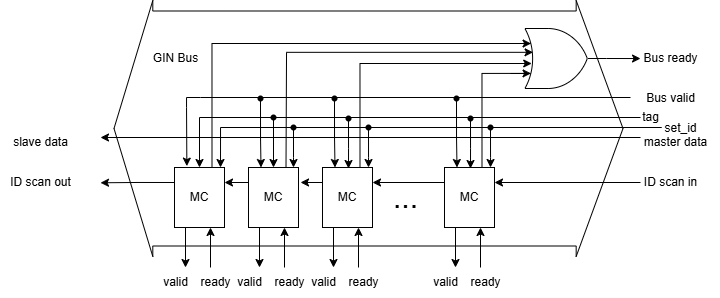 GIN Bus
Bus ready
Bus valid
tag
set_id
slave data
master data
ID scan out
MC
MC
MC
...
MC
ID scan in
valid ready valid ready valid ready valid ready